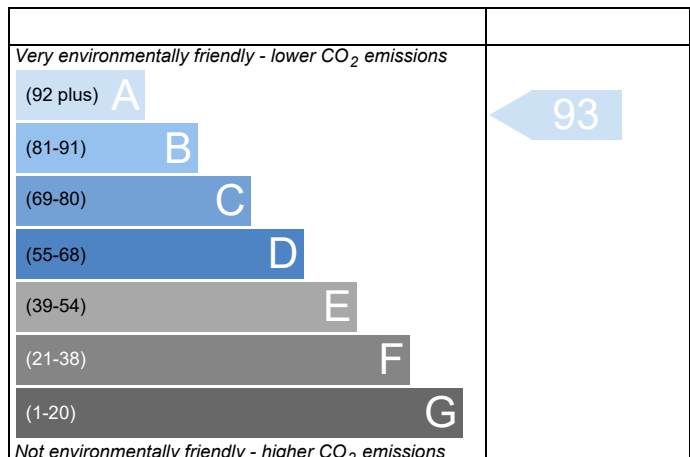 Very environmentally friendly - lower CO2 emissions
(92 plus) A
93
(81-91) B
(69-80) C
(55-68) D
(39-54) E
(21-38) F
(1-20) G
Not environmentally friendly - higher CO2 emissions